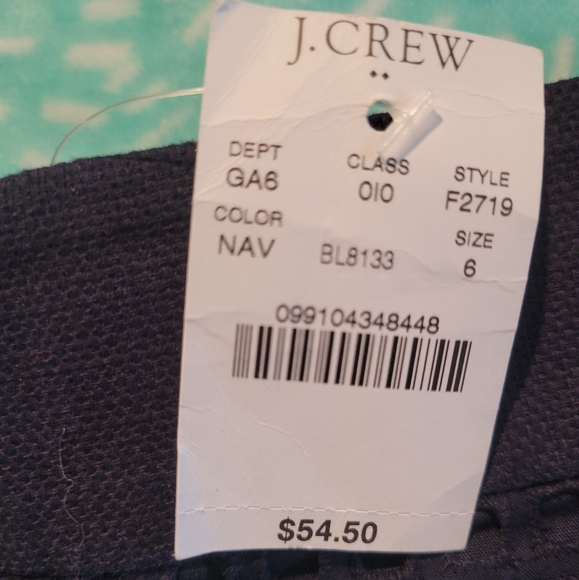 J.CREW
DEPT CLASS STYLE
GA6 010 F2719
COLOR SIZE
NAV BL8133 6
099104348448
$54.50